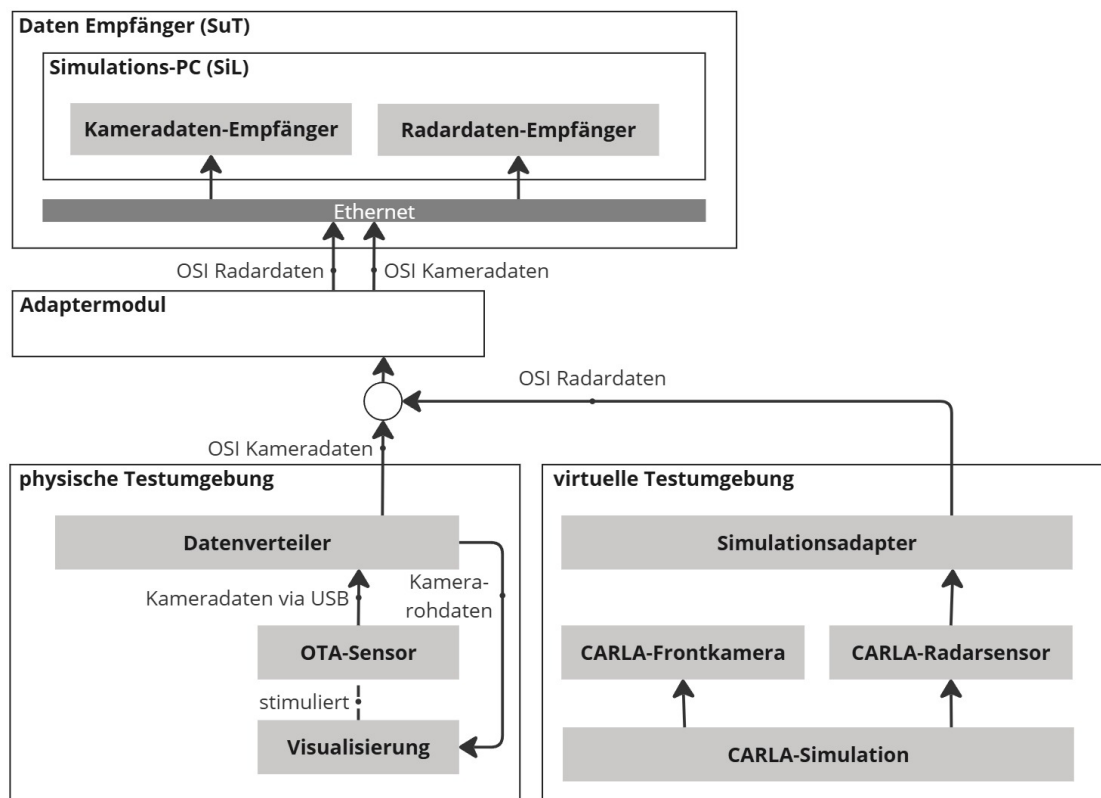 Daten Empfänger (SuT)
Simulations-PC (SiL)
Kameradaten-Empfänger
Radardaten-Empfänger
Ethernet
OSI Radardaten
OSI Kameradaten
Adaptermodul
OSI Radardaten
OSI Kameradaten
physische Testumgebung
Datenverteiler
Kameradaten via USB
Kamera-
rohdaten
OTA-Sensor
stimuliert
Visualisierung
virtuelle Testumgebung
Simulationsadapter
CARLA-Frontkamera
CARLA-Radarsensor
CARLA-Simulation